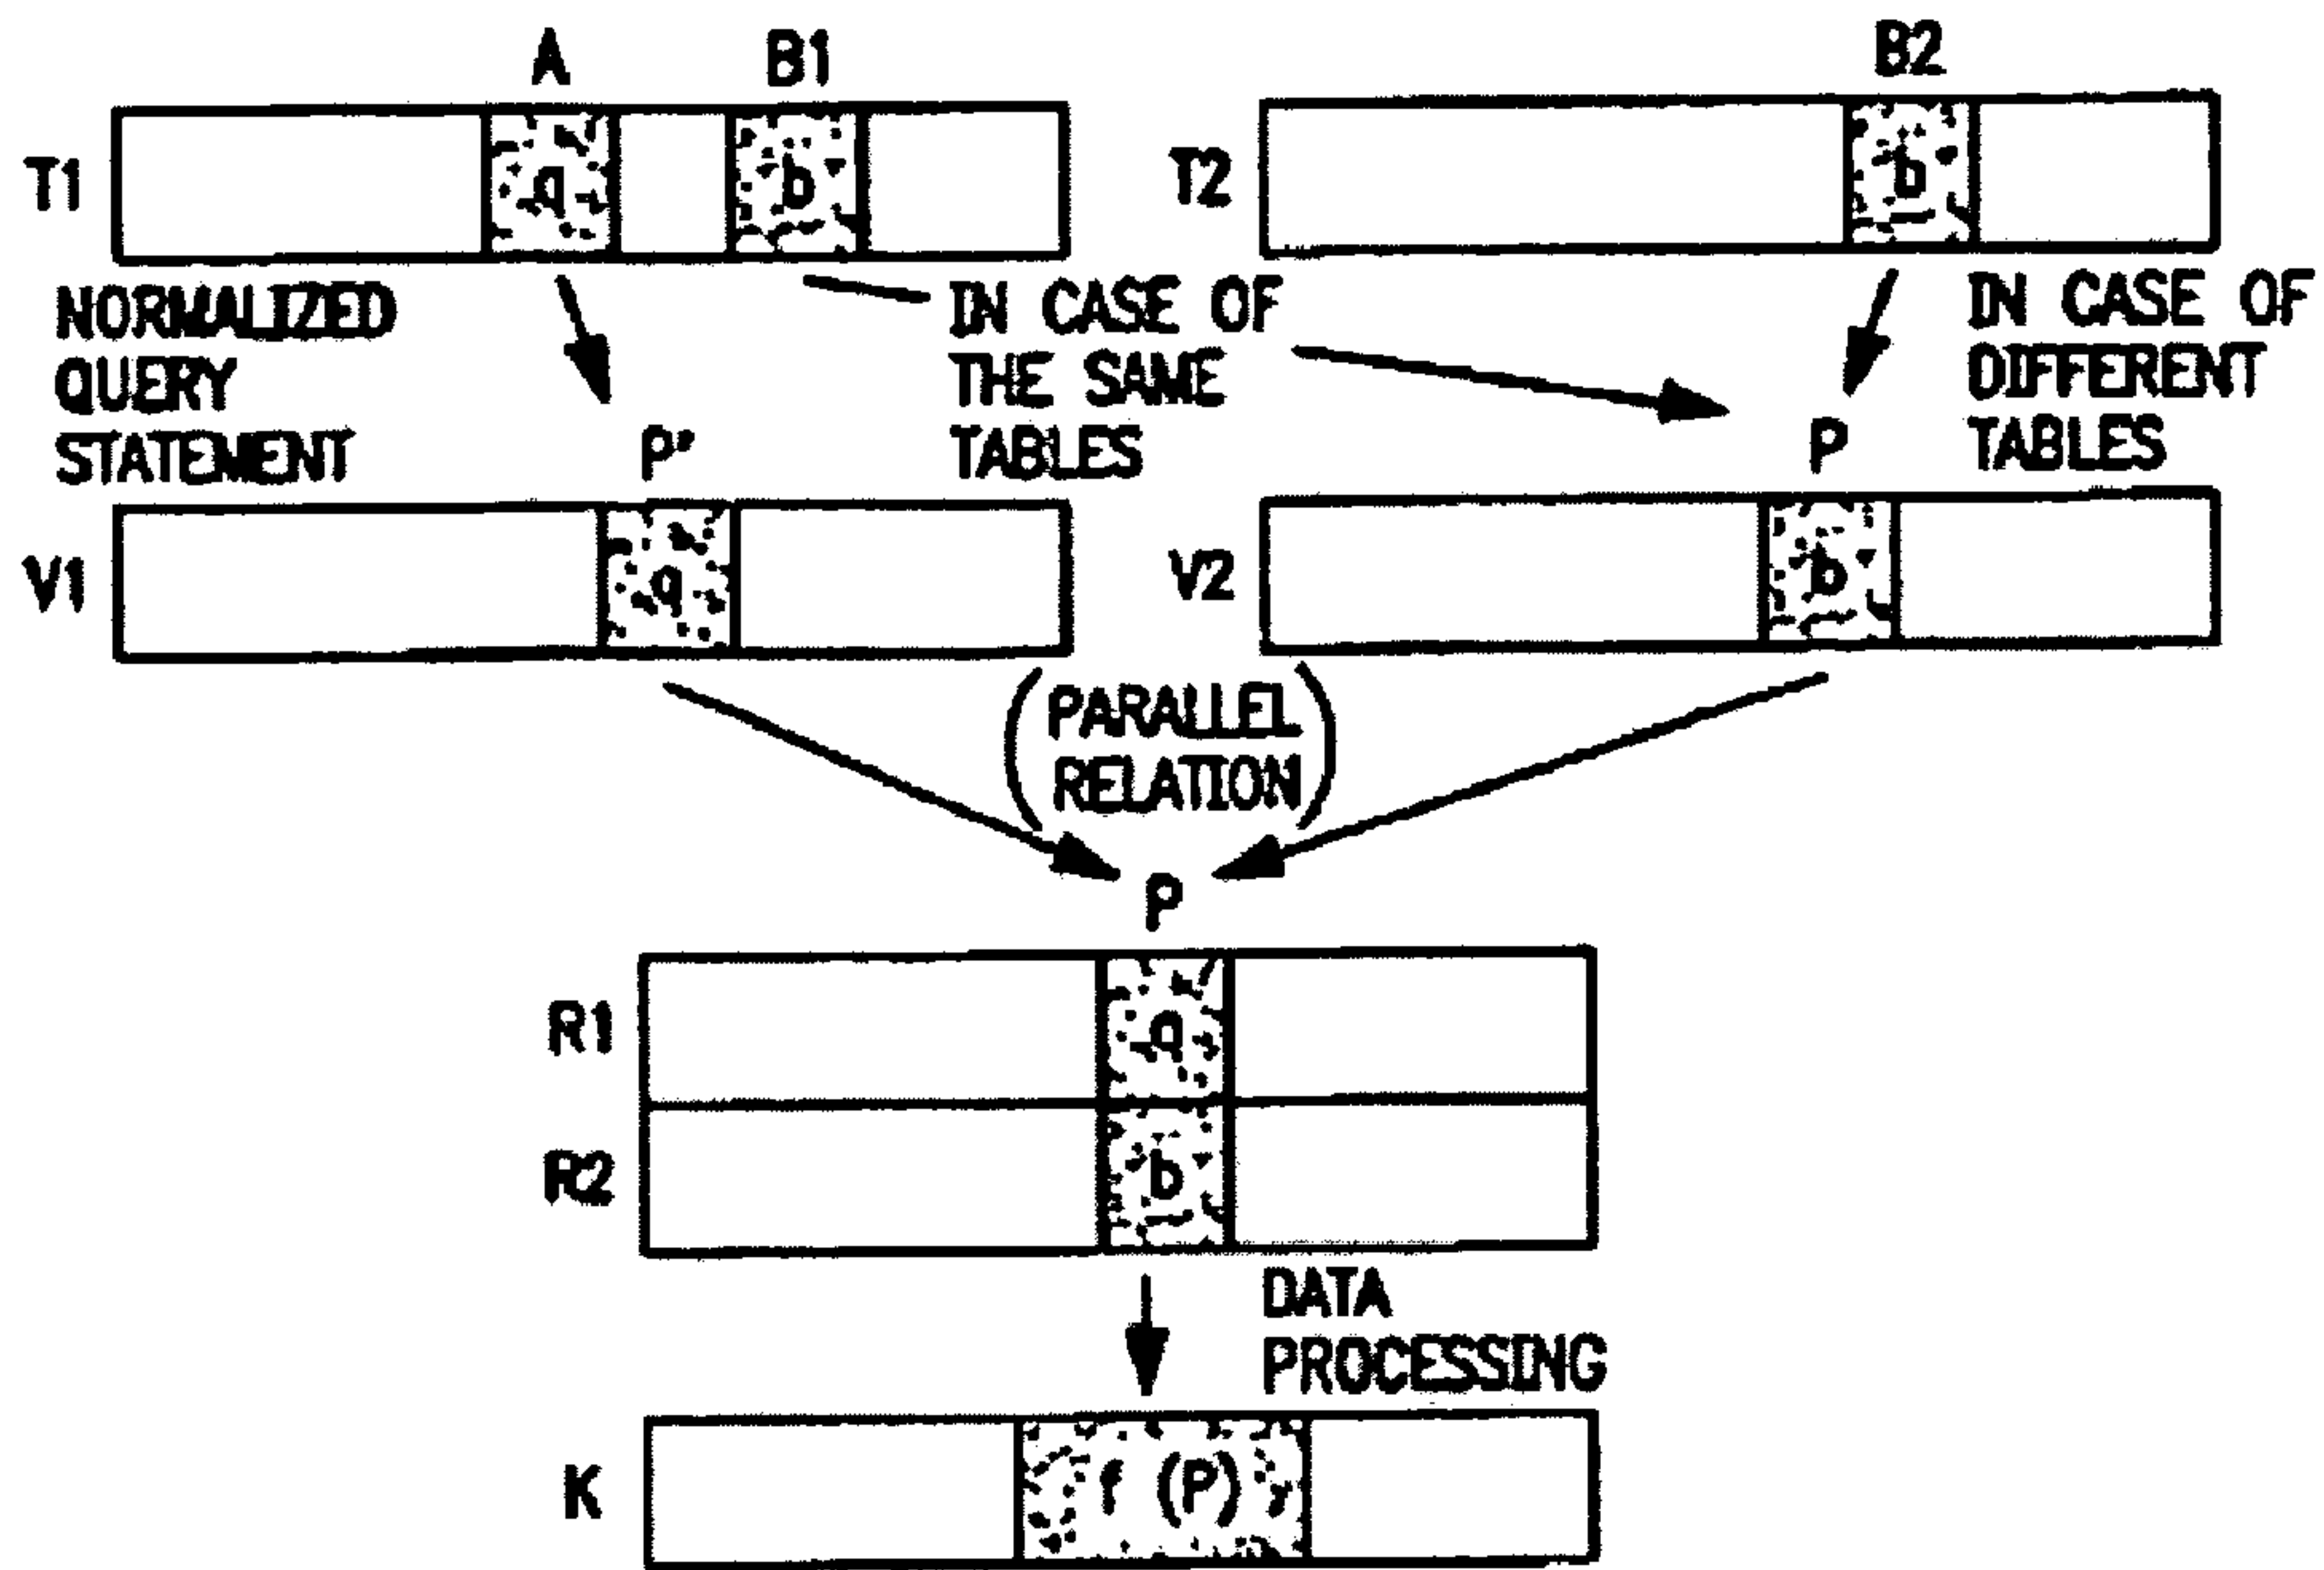 A B1 B2
T1 a b T2 b
NORMALIZED
QUERY
STATEMENT
IN CASE OF
THE SAME
TABLES
IN CASE OF
DIFFERENT
TABLES
P' P
V1 a V2 b
(PARALLEL
RELATION)
P
R1 a
R2 b
DATA
PROCESSING
K f (P)